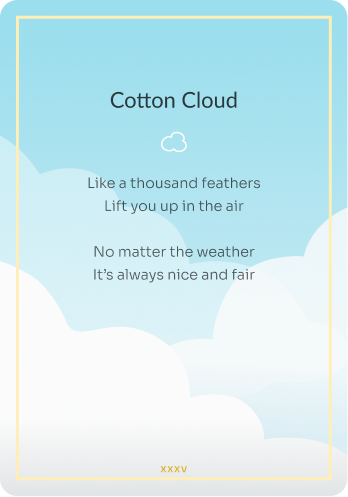 Cotton Cloud
Like a thousand feathers
Lift you up in the air
No matter the weather
It’s always nice and fair
XXXV